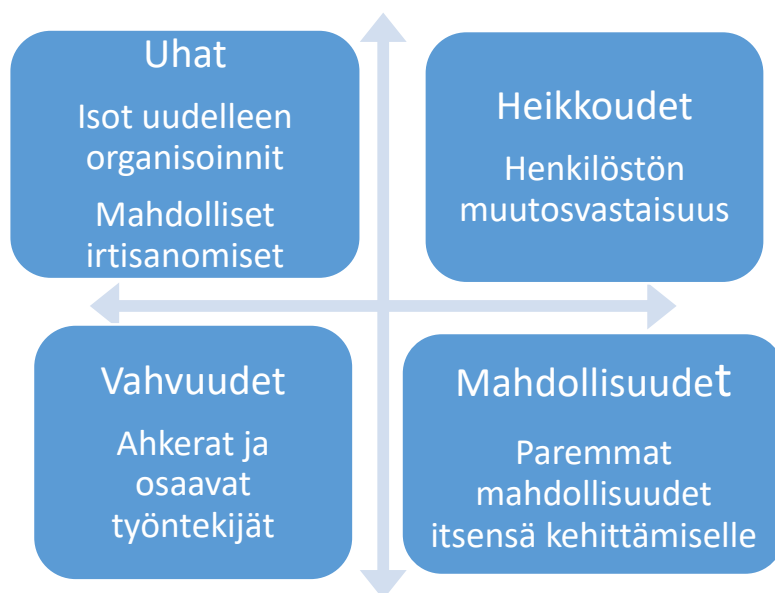 Uhat
Isot uudelleen
organisoinnit
Mahdolliset
irtisanomiset
Heikkoudet
Henkilöstön
muutosvastaisuus
Vahvuudet
Ahkerat ja
osaavat
työntekijät
Mahdollisuudet
Paremmat
mahdollisuudet
itsensä kehittämiselle